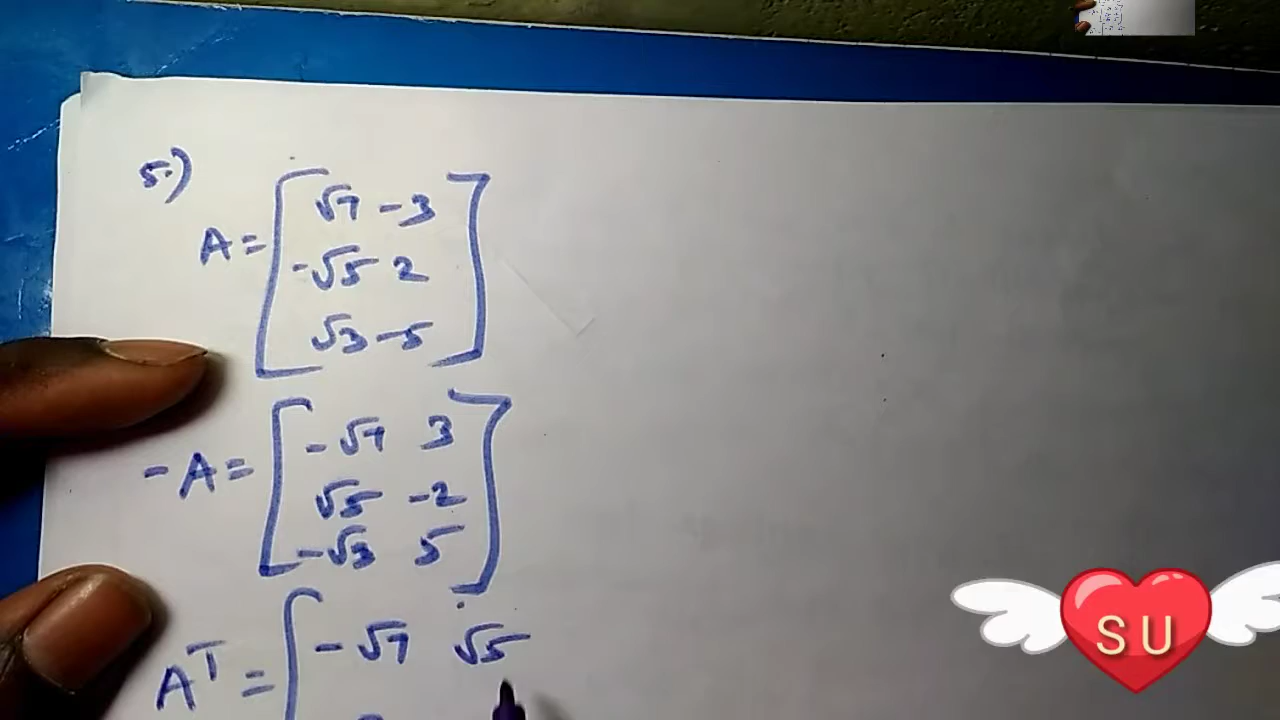 5.)
A = [ √7 -3
-√5 2
√3 -5 ]
-A = [ -√7 3
√5 -2
-√3 5 ]
Aᵀ = [ -√7 √5
SU